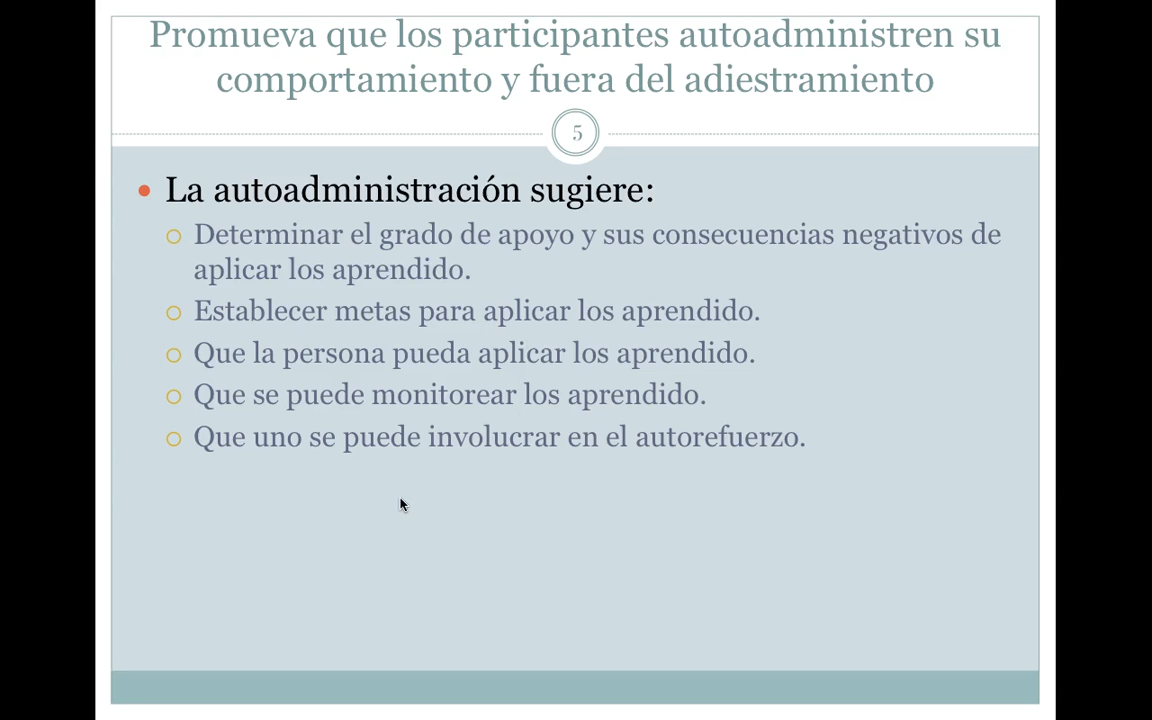 Promueva que los participantes autoadministren su
comportamiento y fuera del adiestramiento
5
La autoadministración sugiere:
Determinar el grado de apoyo y sus consecuencias negativos de
aplicar los aprendido.
Establecer metas para aplicar los aprendido.
Que la persona pueda aplicar los aprendido.
Que se puede monitorear los aprendido.
Que uno se puede involucrar en el autorefuerzo.